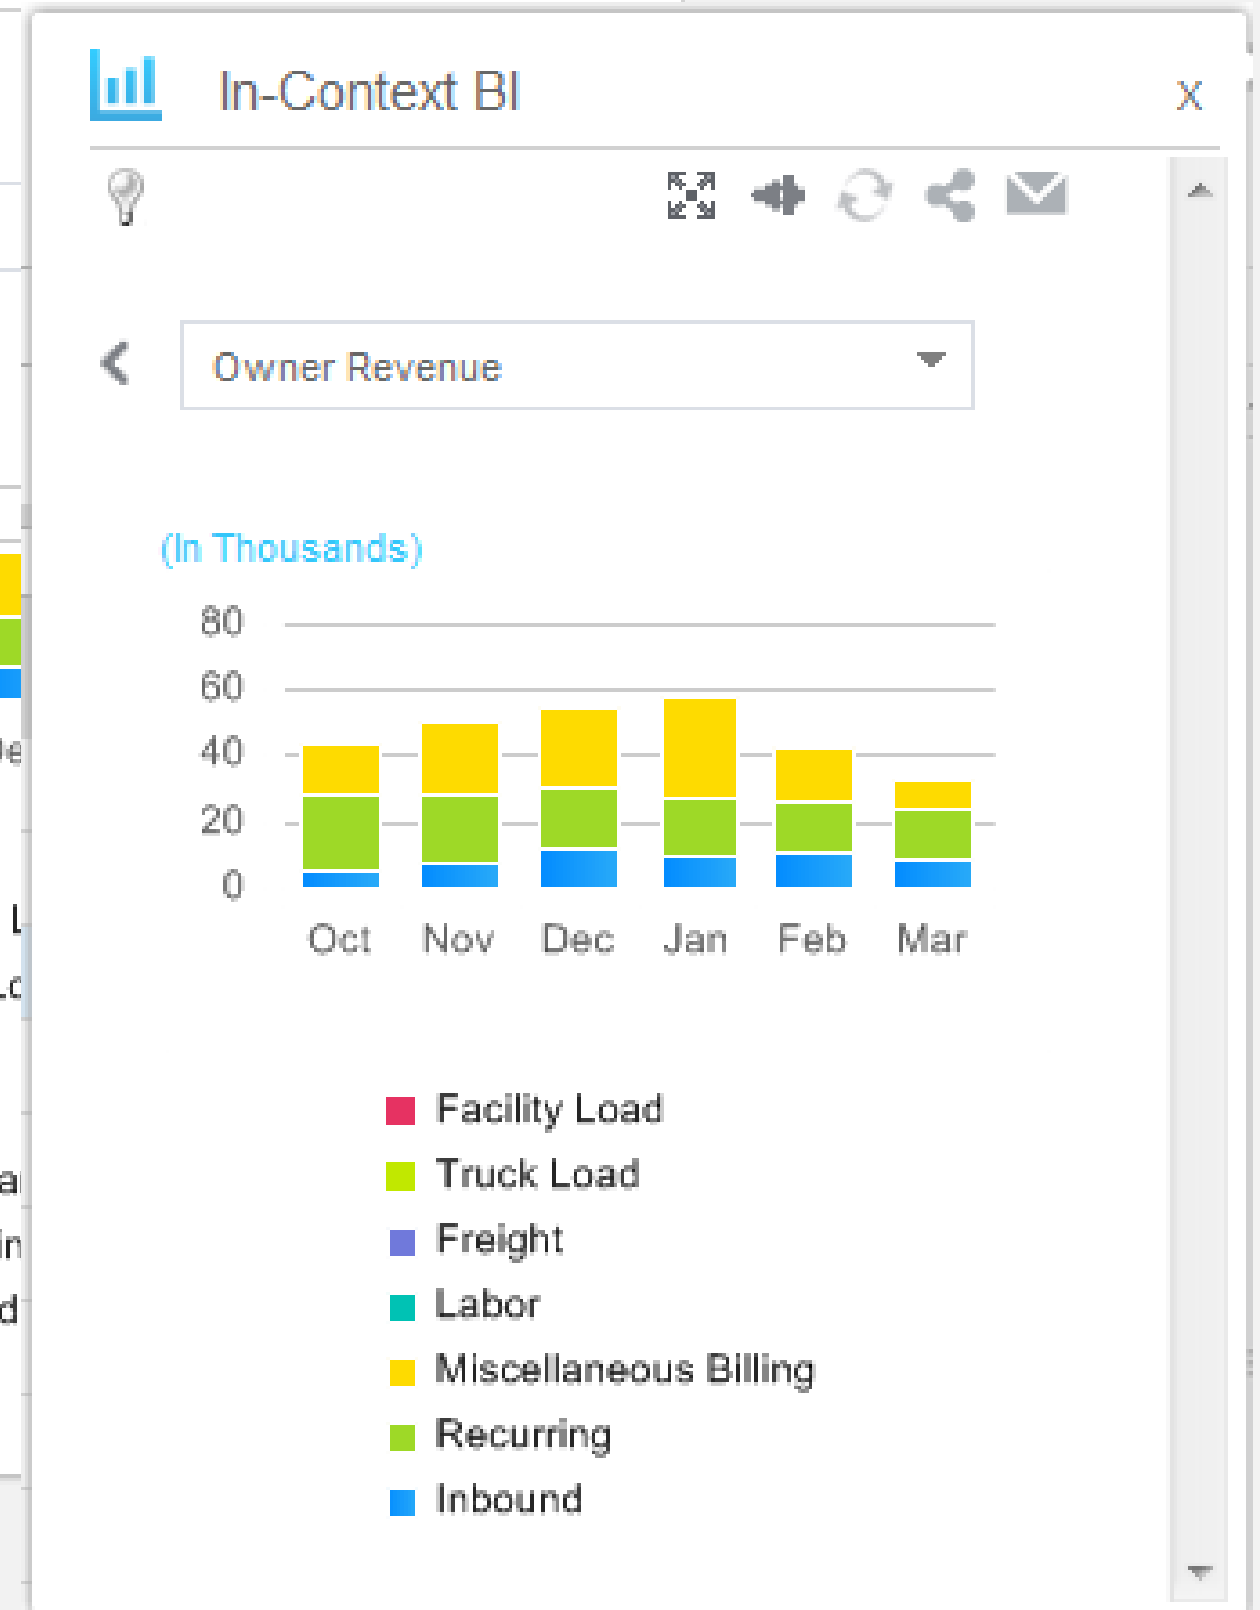 In-Context BI
x
Owner Revenue
(In Thousands)
80
60
40
20
0
Oct Nov Dec Jan Feb Mar
Facility Load
Truck Load
Freight
Labor
Miscellaneous Billing
Recurring
Inbound